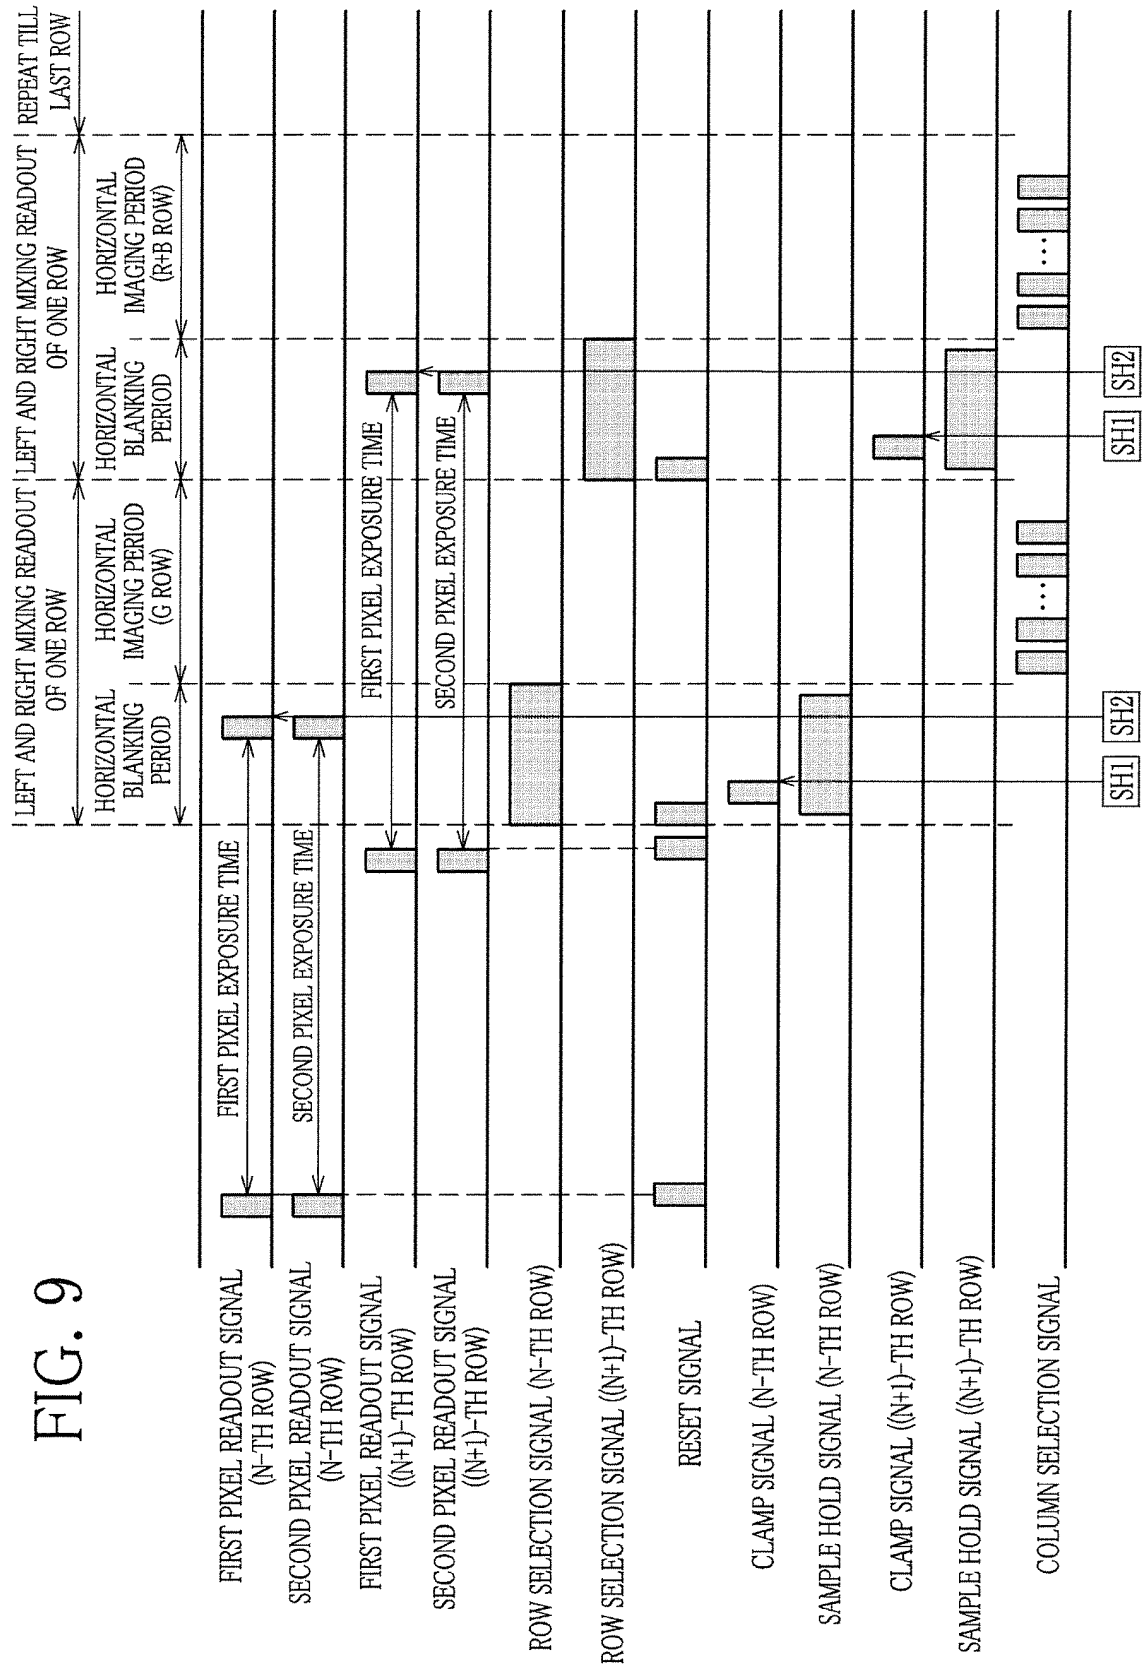 FIG. 9
LEFT AND RIGHT MIXING READOUT
OF ONE ROW
LEFT AND RIGHT MIXING READOUT
OF ONE ROW
REPEAT TILL
LAST ROW
HORIZONTAL
BLANKING
PERIOD
HORIZONTAL
IMAGING PERIOD
(G ROW)
HORIZONTAL
BLANKING
PERIOD
HORIZONTAL
IMAGING PERIOD
(R+B ROW)
FIRST PIXEL READOUT SIGNAL
(N-TH ROW)
FIRST PIXEL EXPOSURE TIME
SECOND PIXEL READOUT SIGNAL
(N-TH ROW)
SECOND PIXEL EXPOSURE TIME
FIRST PIXEL READOUT SIGNAL
((N+1)-TH ROW)
FIRST PIXEL EXPOSURE TIME
SECOND PIXEL READOUT SIGNAL
((N+1)-TH ROW)
SECOND PIXEL EXPOSURE TIME
ROW SELECTION SIGNAL (N-TH ROW)
ROW SELECTION SIGNAL ((N+1)-TH ROW)
RESET SIGNAL
CLAMP SIGNAL (N-TH ROW)
SAMPLE HOLD SIGNAL (N-TH ROW)
CLAMP SIGNAL ((N+1)-TH ROW)
SAMPLE HOLD SIGNAL ((N+1)-TH ROW)
COLUMN SELECTION SIGNAL
...
...
SH1
SH2
SH1
SH2